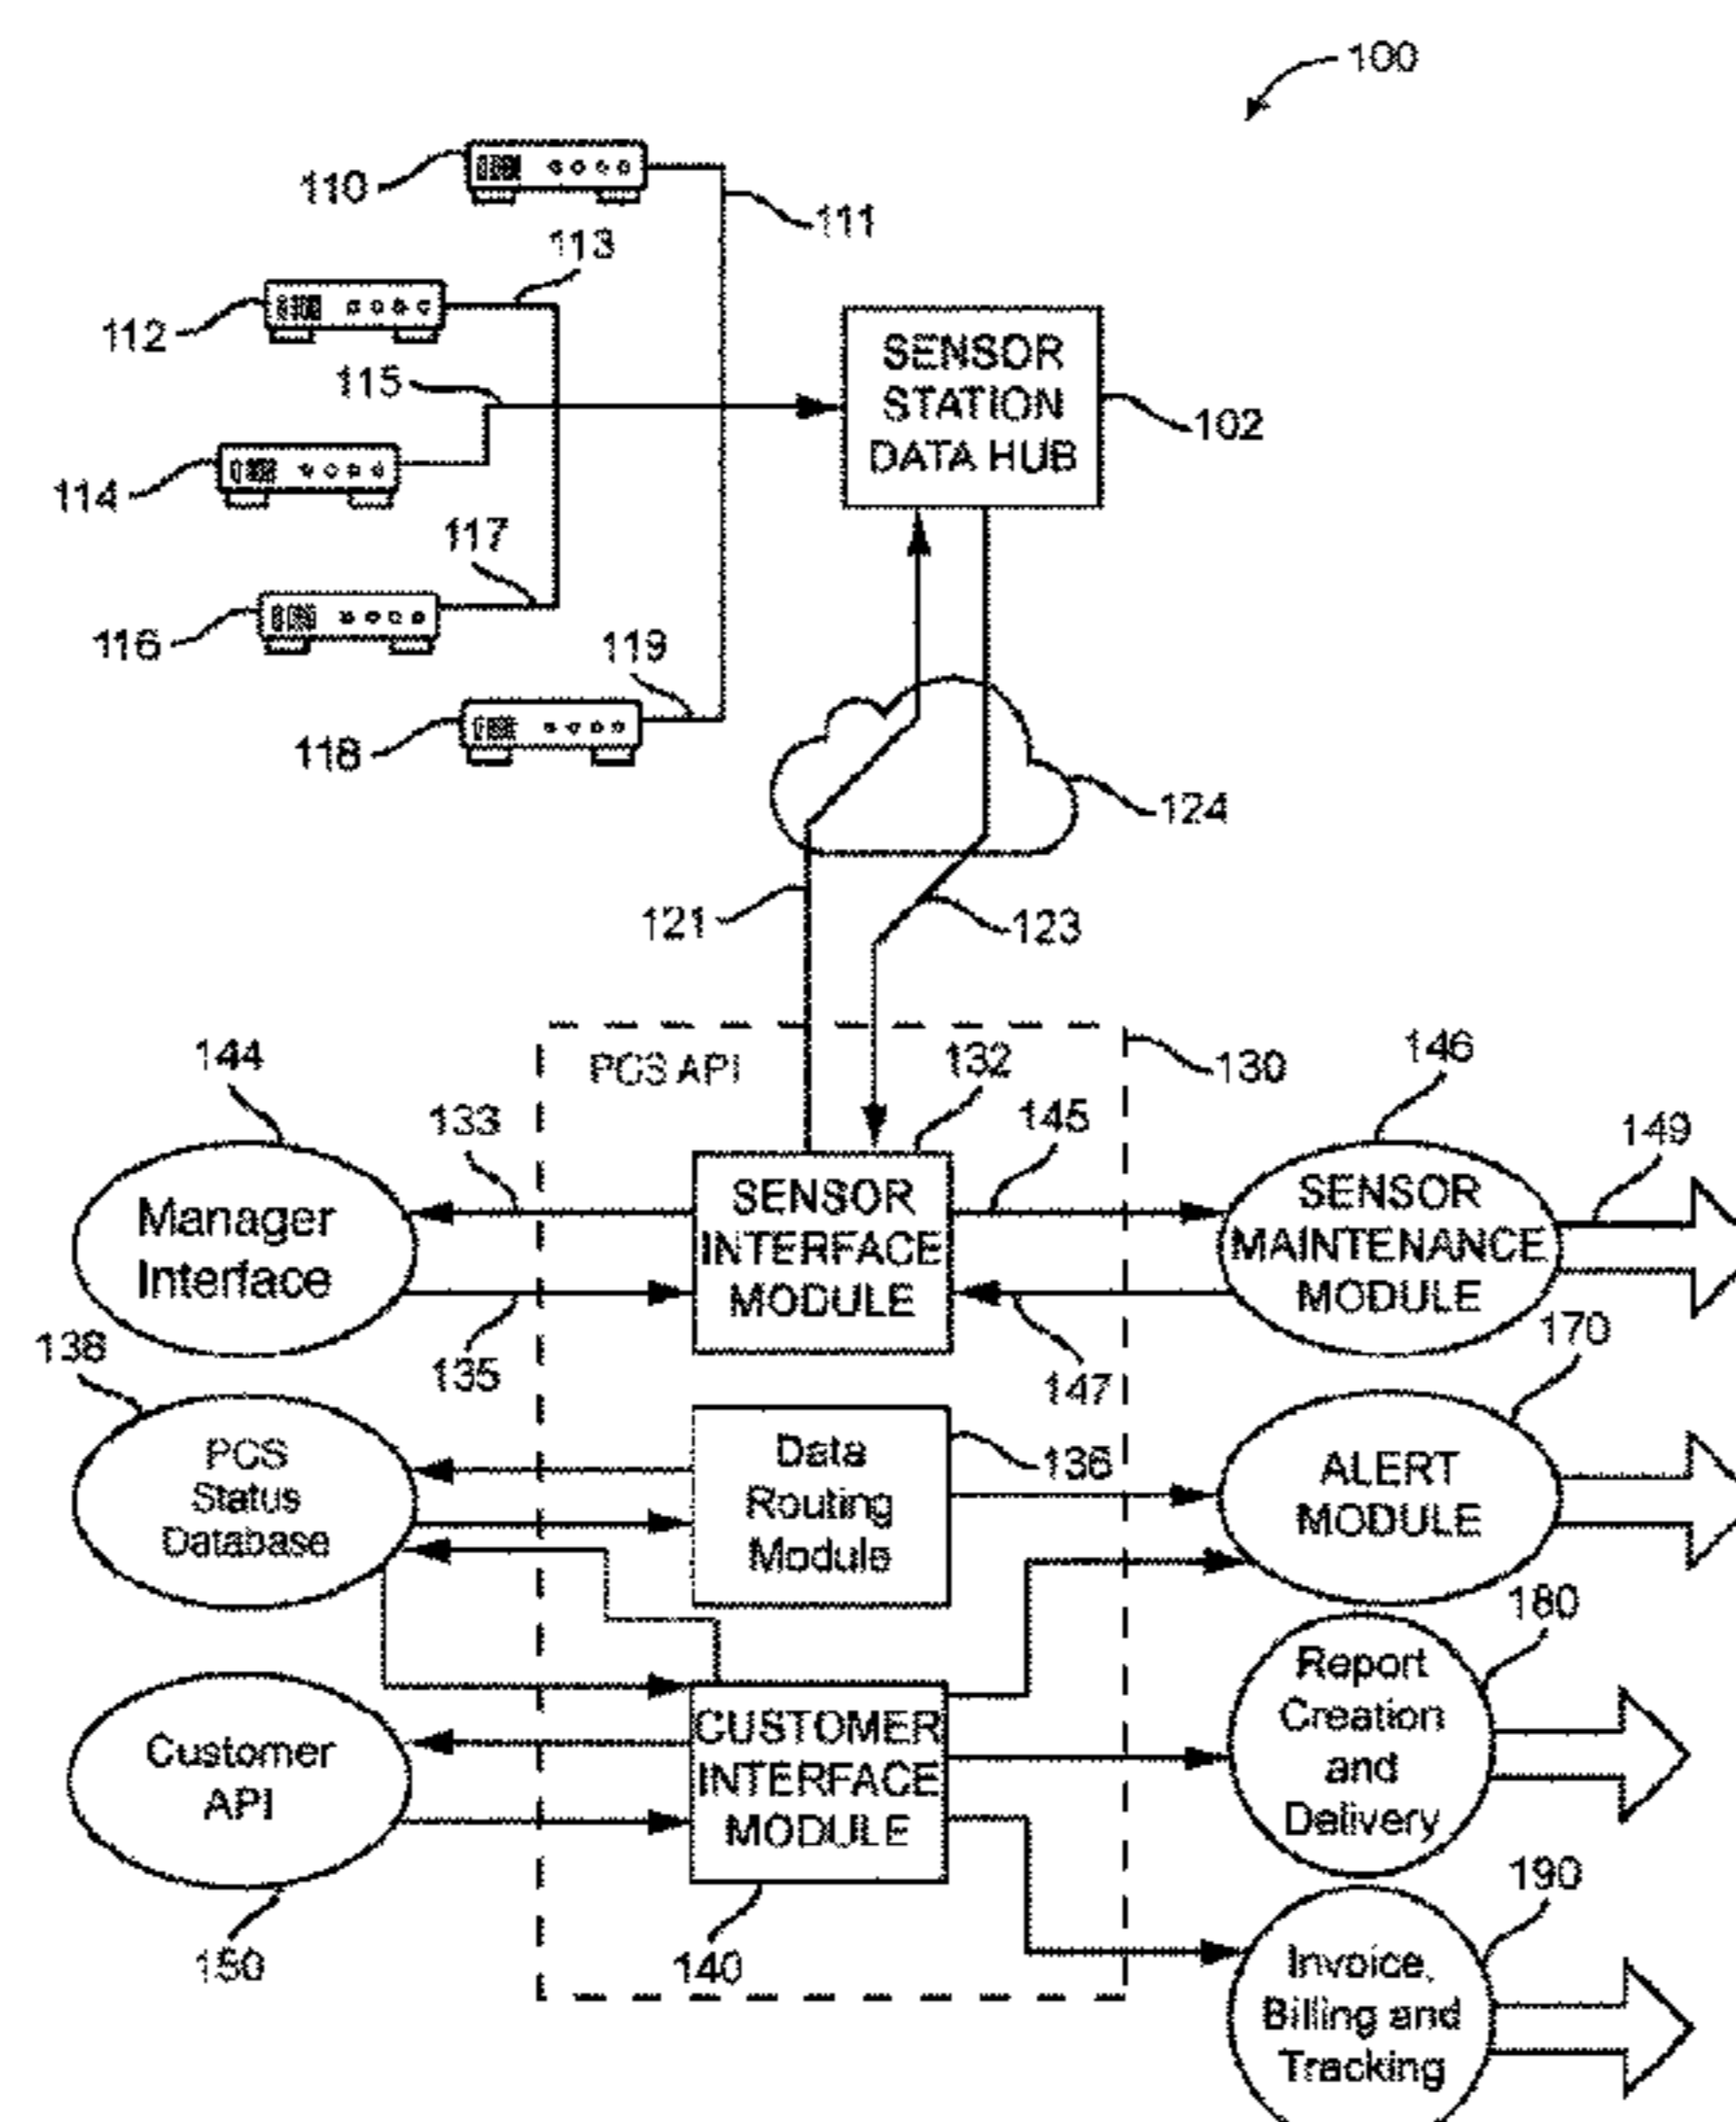 100
110
111
113
112
115
SENSOR
STATION
DATA HUB
102
114
117
116
119
118
124
121
123
144
PCS API
132
130
146
133
145
149
Manager
Interface
SENSOR
INTERFACE
MODULE
SENSOR
MAINTENANCE
MODULE
138
135
147
170
PCS
Status
Database
Data
Routing
Module
136
ALERT
MODULE
180
Customer
API
CUSTOMER
INTERFACE
MODULE
Report
Creation
and
Delivery
190
150
140
Invoice,
Billing and
Tracking